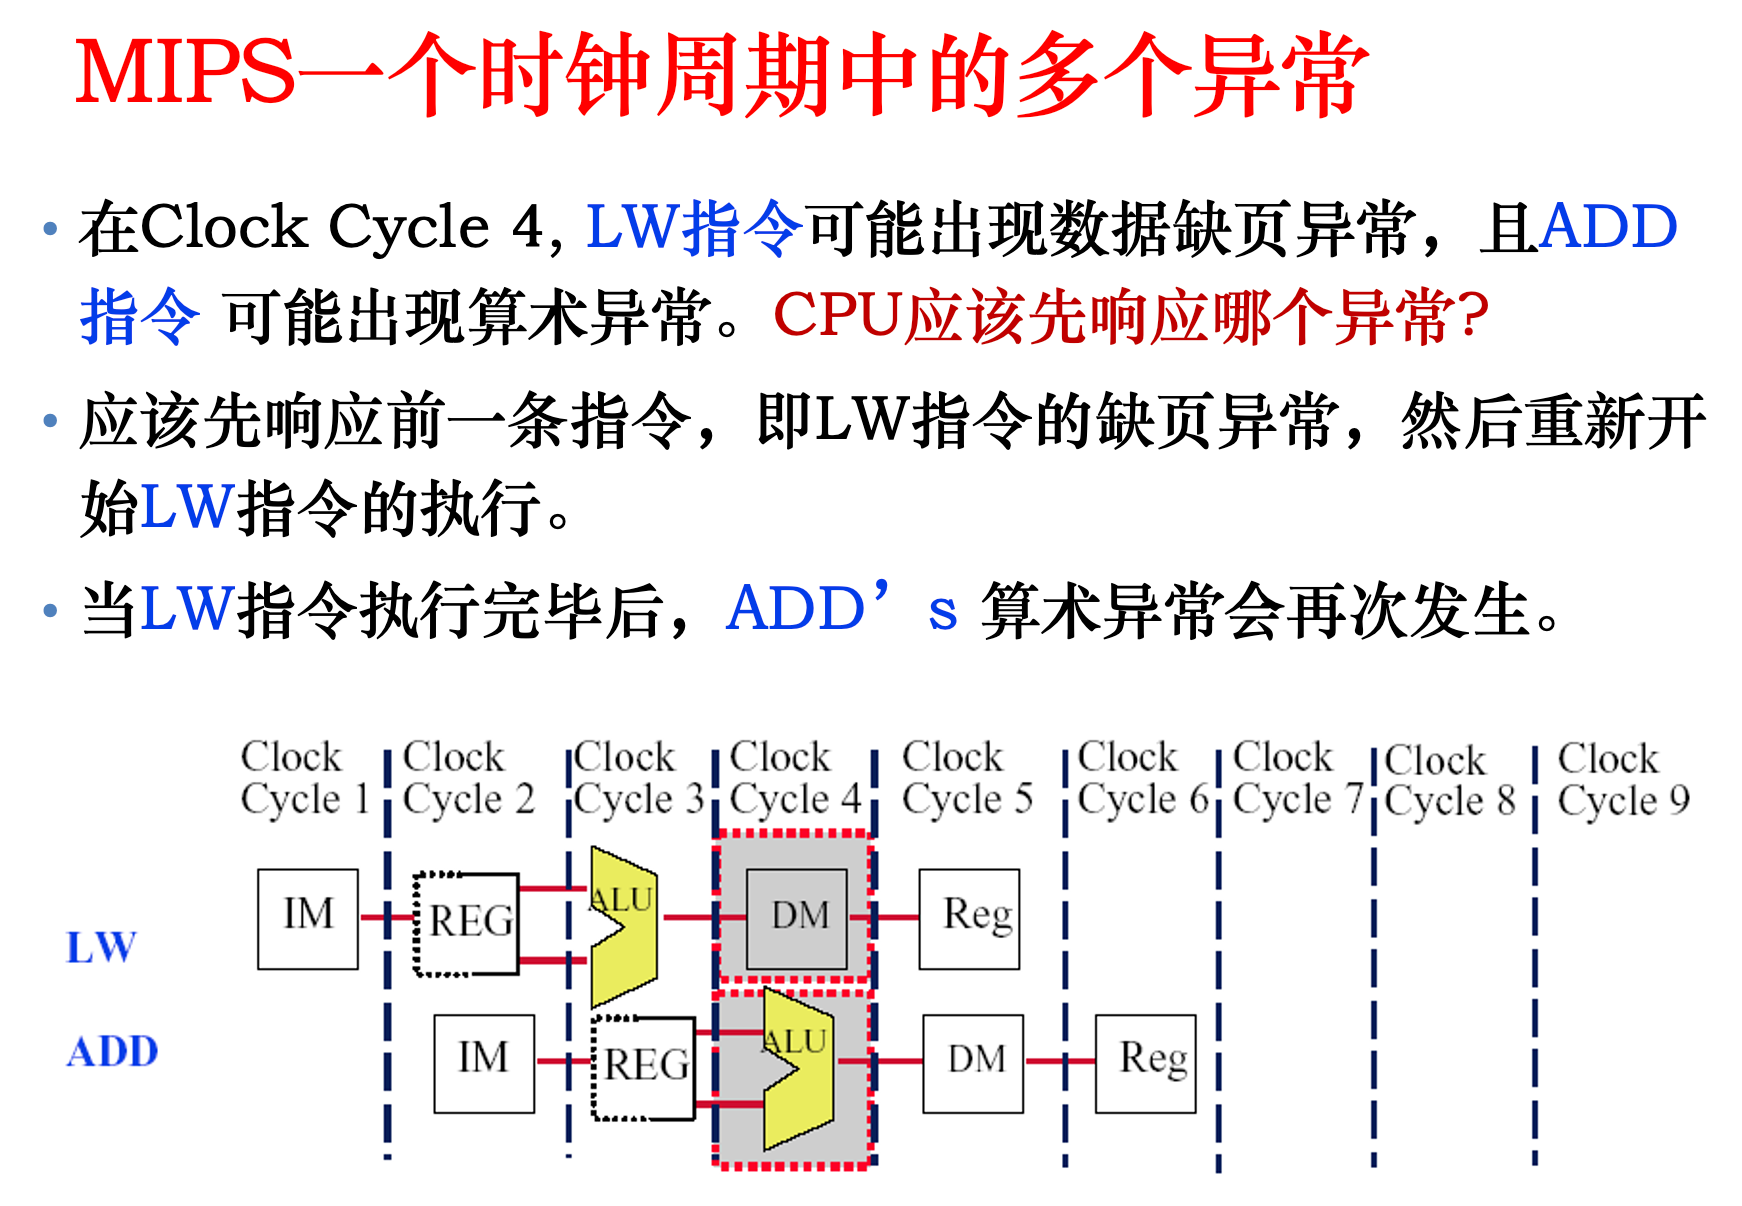 MIPS一个时钟周期中的多个异常
• 在Clock Cycle 4, LW指令可能出现数据缺页异常，且ADD
指令 可能出现算术异常。CPU应该先响应哪个异常?
• 应该先响应前一条指令，即LW指令的缺页异常，然后重新开
始LW指令的执行。
• 当LW指令执行完毕后，ADD’s 算术异常会再次发生。
Clock Clock Clock Clock Clock Clock Clock Clock Clock
Cycle 1 Cycle 2 Cycle 3 Cycle 4 Cycle 5 Cycle 6 Cycle 7 Cycle 8 Cycle 9
LW IM REG ALU DM Reg
ADD IM REG ALU DM Reg